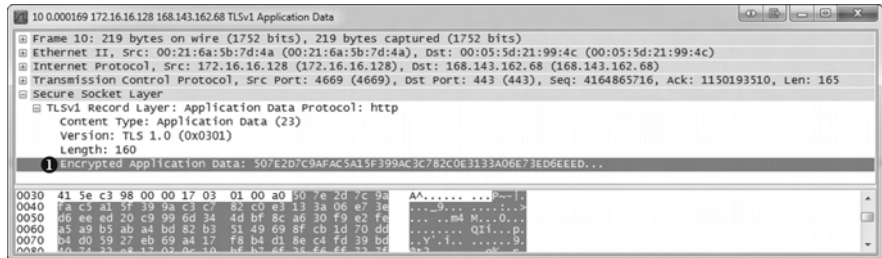 10 0.000169 172.16.16.128 168.143.162.68 TLSv1 Application Data
Frame 10: 219 bytes on wire (1752 bits), 219 bytes captured (1752 bits)
Ethernet II, Src: 00:21:6a:5b:7d:4a (00:21:6a:5b:7d:4a), Dst: 00:05:5d:21:99:4c (00:05:5d:21:99:4c)
Internet Protocol, Src: 172.16.16.128 (172.16.16.128), Dst: 168.143.162.68 (168.143.162.68)
Transmission Control Protocol, Src Port: 4669 (4669), Dst Port: 443 (443), Seq: 4164865716, Ack: 1150193510, Len: 165
Secure Socket Layer
TLSv1 Record Layer: Application Data Protocol: http
Content Type: Application Data (23)
Version: TLS 1.0 (0x0301)
Length: 160
1 Encrypted Application Data: 507E2D7C9AFAC5A15F399AC3C782C0E3133A06E73ED6EEED...
0030 41 5e c3 98 00 00 17 03 01 00 a0 50 7e 2d 7c 9a A^...... ...P~-|.
0040 fa c5 a1 5f 39 9a c3 c7 82 c0 e3 13 3a 06 e7 3e ..._9... ....:..>
0050 d6 ee ed 20 c9 99 6d 34 4d bf 8c a6 30 f9 e2 fe ... ..m4 M...0...
0060 a5 a9 b5 ab a4 bd 82 b3 51 49 69 8f cb 1d 70 dd ........ QIi...p.
0070 b4 d0 59 27 eb 69 a4 17 f8 b4 d1 8e c4 fd 39 bd ..Y'.i.. ......9.